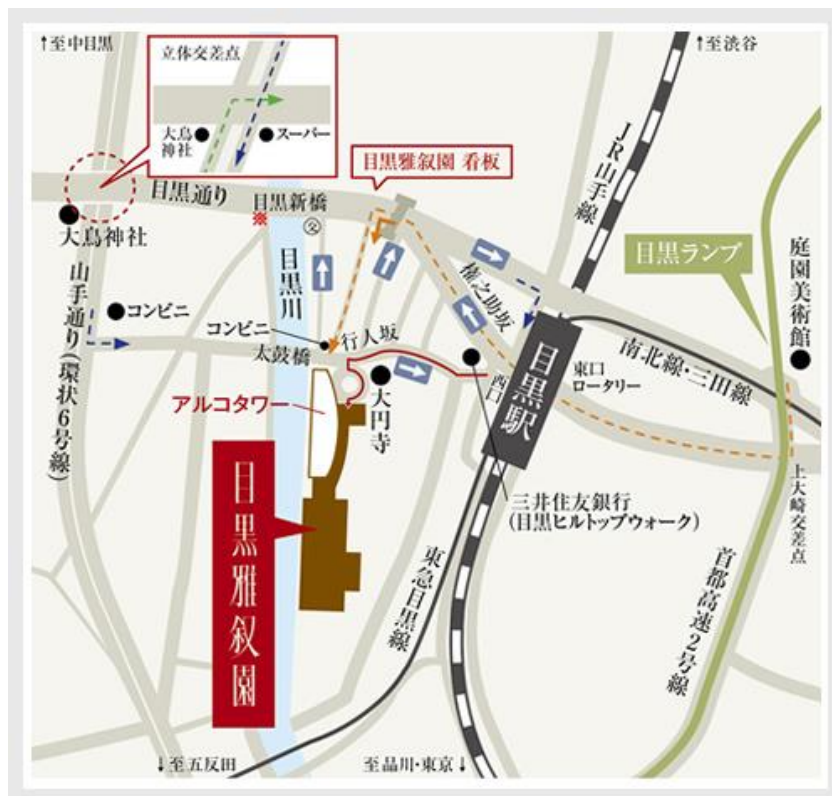 ↑至中目黒
↑至渋谷
立体交差点
大鳥
神社
スーパー
JR山手線
目黒雅叙園 看板
目黒通り
目黒新橋
※
大鳥神社
目黒川
権之助坂
目黒ランプ
庭園美術館
山手通り(環状6号線)
コンビニ
コンビニ
太鼓橋
行人坂
目黒駅
西口
東口
ロータリー
南北線・三田線
アルコタワー
大円寺
目黒雅叙園
三井住友銀行
(目黒ヒルトップウォーク)
上大崎交差点
東急目黒線
首都高速2号線
↓至五反田
至品川・東京↓